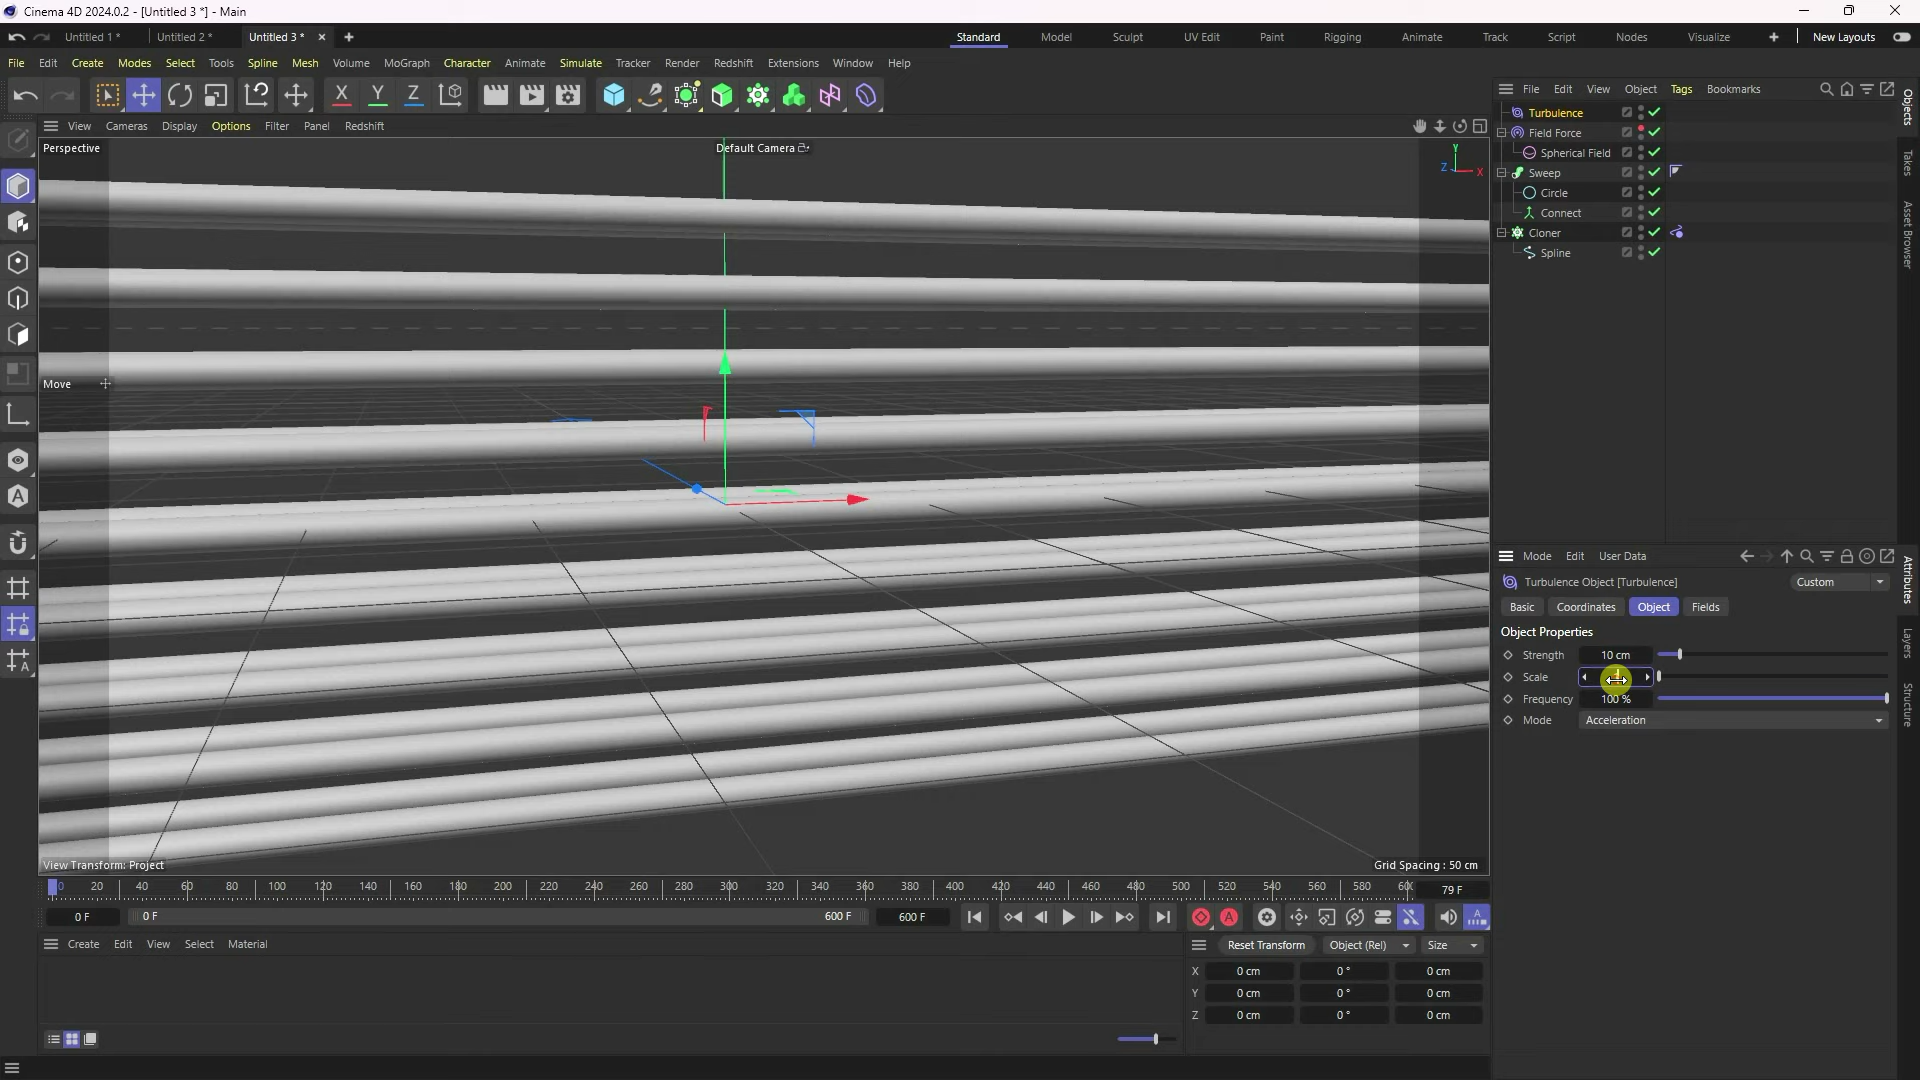 Cinema 4D 2024.0.2 - [Untitled 3 *] - Main
Untitled 1 *
Untitled 2 *
Untitled 3 *
Standard
Model
Sculpt
UV Edit
Paint
Rigging
Animate
Track
Script
Nodes
Visualize
New Layouts
File Edit Create Modes Select Tools Spline Mesh Volume MoGraph Character Animate Simulate Tracker Render Redshift Extensions Window Help
X Y Z
File Edit View Object Tags Bookmarks
View Cameras Display Options Filter Panel Redshift
Perspective
Default Camera
Y
Z
X
Turbulence
Field Force
Spherical Field
Sweep
Circle
Connect
Cloner
Spline
Objects
Takes
Asset Browser
Move
Mode Edit User Data
Turbulence Object [Turbulence]
Custom
Basic Coordinates Object Fields
Object Properties
Strength 10 cm
Scale
Frequency 100 %
Mode Acceleration
Attributes
Layers
Structure
View Transform: Project
Grid Spacing : 50 cm
0 20 40 60 80 100 120 140 160 180 200 220 240 260 280 300 320 340 360 380 400 420 440 460 480 500 520 540 560 580 60
79 F
0 F
0 F
600 F
600 F
Create Edit View Select Material
Reset Transform
Object (Rel)
Size
X 0 cm 0 ° 0 cm
Y 0 cm 0 ° 0 cm
Z 0 cm 0 ° 0 cm